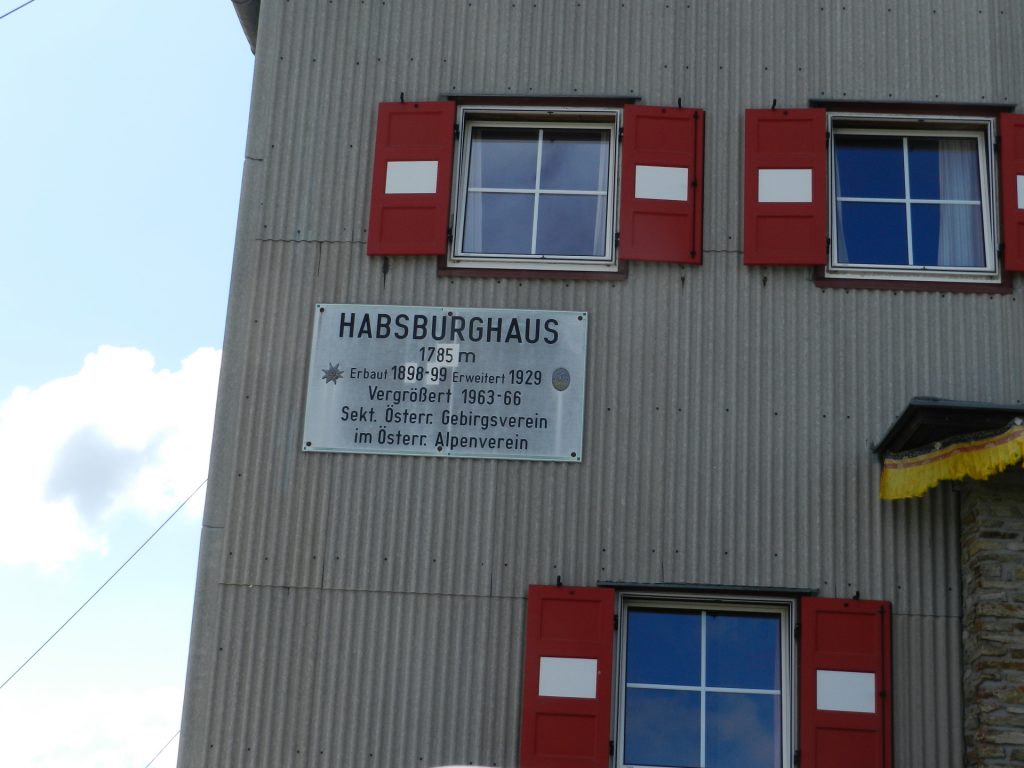 HABSBURGHAUS
1785 m
Erbaut 1898-99 Erweitert 1929
Vergrößert 1963-66
Sekt. Österr. Gebirgsverein
im Österr. Alpenverein